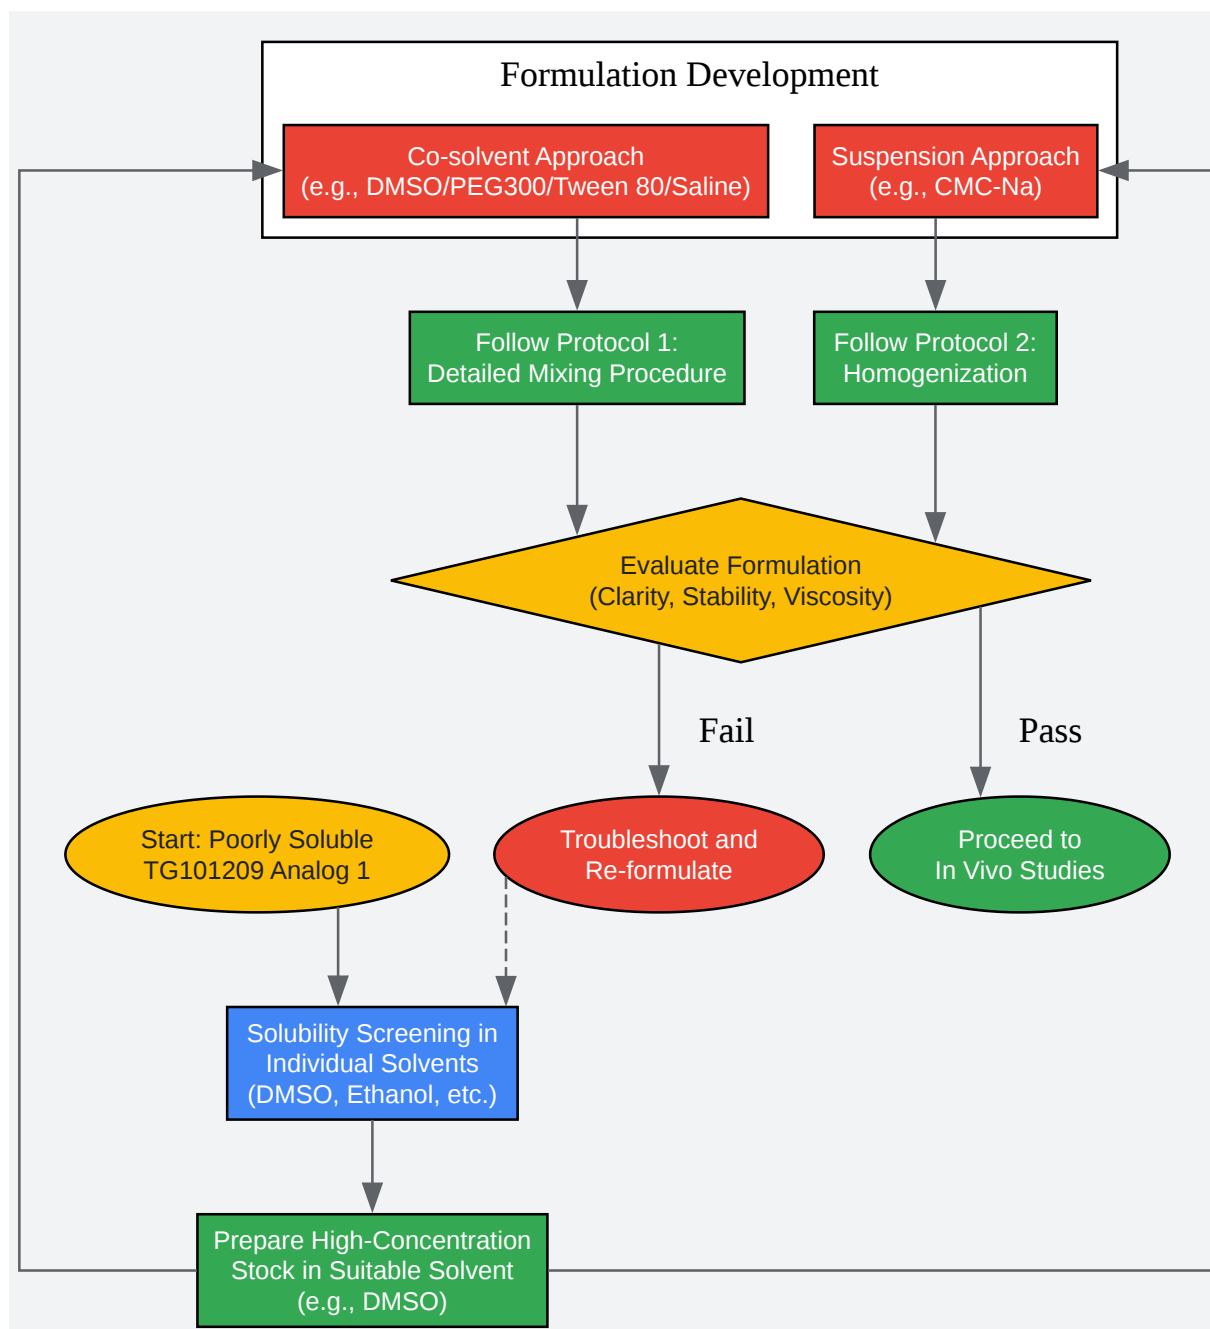 Formulation Development
Co-solvent Approach
(e.g., DMSO/PEG300/Tween 80/Saline)
Suspension Approach
(e.g., CMC-Na)
Follow Protocol 1:
Detailed Mixing Procedure
Follow Protocol 2:
Homogenization
Evaluate Formulation
(Clarity, Stability, Viscosity)
Fail
Pass
Start: Poorly Soluble
TG101209 Analog 1
Troubleshoot and
Re-formulate
Proceed to
In Vivo Studies
Solubility Screening in
Individual Solvents
(DMSO, Ethanol, etc.)
Prepare High-Concentration
Stock in Suitable Solvent
(e.g., DMSO)